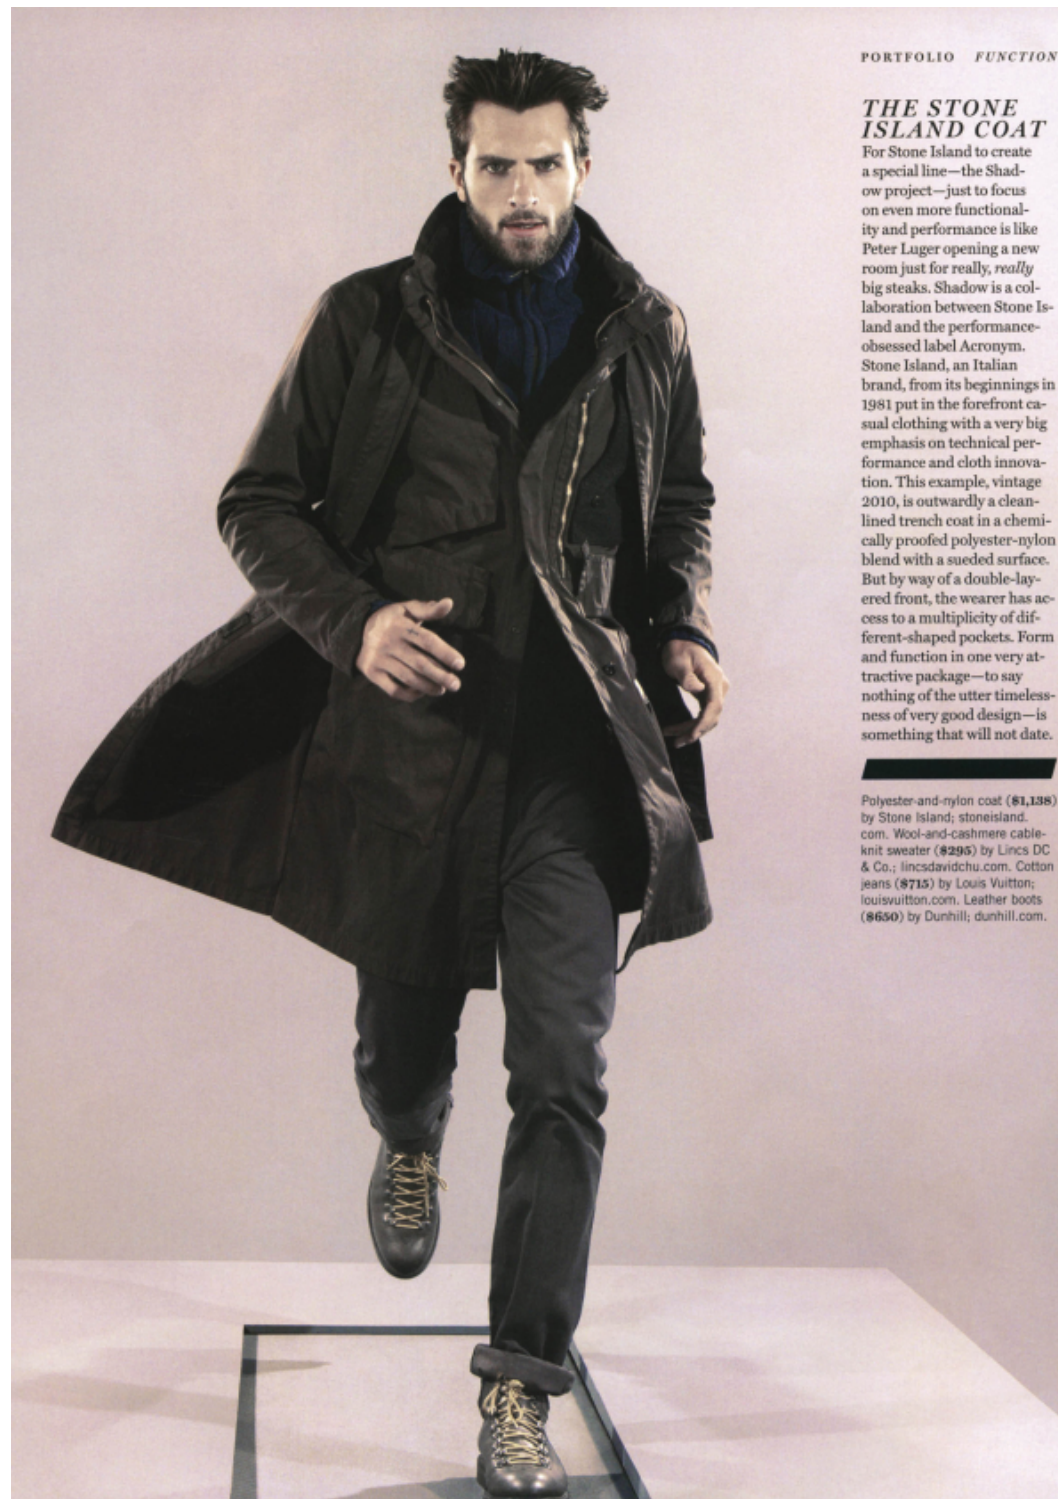 PORTFOLIO FUNCTION
THE STONE
ISLAND COAT
For Stone Island to create
a special line—the Shad-
ow project—just to focus
on even more functional-
ity and performance is like
Peter Luger opening a new
room just for really, really
big steaks. Shadow is a col-
laboration between Stone Is-
land and the performance-
obsessed label Acronym.
Stone Island, an Italian
brand, from its beginnings in
1981 put in the forefront ca-
sual clothing with a very big
emphasis on technical per-
formance and cloth innova-
tion. This example, vintage
2010, is outwardly a clean-
lined trench coat in a chemi-
cally proofed polyester-nylon
blend with a sueded surface.
But by way of a double-lay-
ered front, the wearer has ac-
cess to a multiplicity of dif-
ferent-shaped pockets. Form
and function in one very at-
tractive package—to say
nothing of the utter timeless-
ness of very good design—is
something that will not date.
Polyester-and-nylon coat ($1,138)
by Stone Island; stoneisland.
com. Wool-and-cashmere cable-
knit sweater ($295) by Lincs DC
& Co.; lincsdavidchu.com. Cotton
jeans ($715) by Louis Vuitton;
louisvuitton.com. Leather boots
($650) by Dunhill; dunhill.com.